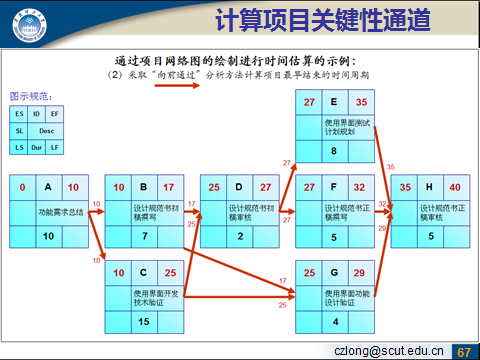 计算项目关键性通道
通过项目网络图的绘制进行时间估算的示例:
(2) 采取“向前通过”分析方法计算项目最早结束的时间周期
图示规范:
ES ID EF
SL Desc
LS Dur LF
27 E 35
使用界面测试
计划规划
8
0 A 10
功能需求总结
10
10 B 17
设计规范书初
稿撰写
7
25 D 27
设计规范书初
稿审核
2
27 F 32
设计规范书正
稿撰写
5
35 H 40
设计规范书正
稿审核
5
10 C 25
使用界面开发
技术验证
15
25 G 29
使用界面功能
设计验证
4
10
10
17
25
27
27
17
25
35
32
29
czlong@scut.edu.cn
67